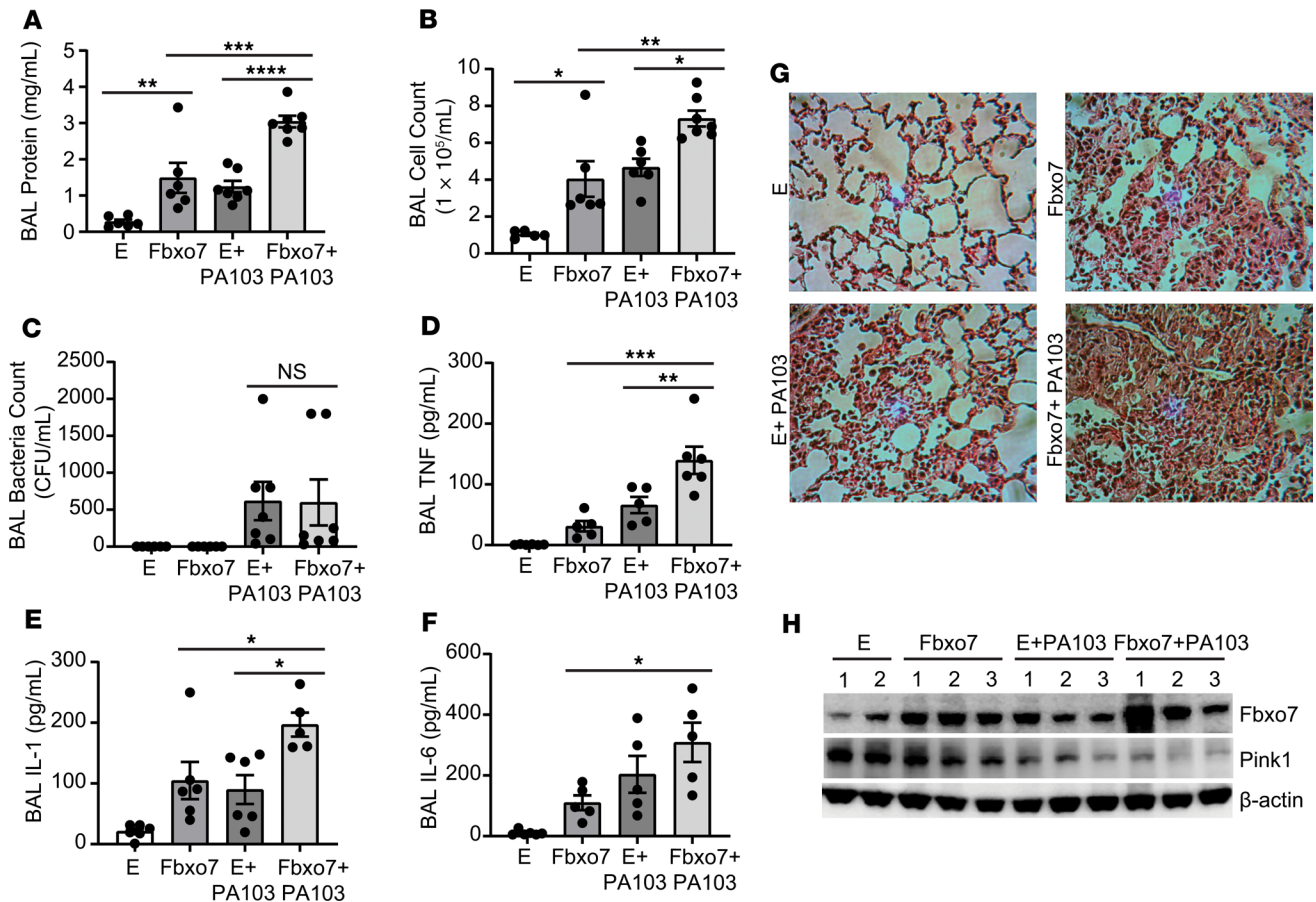 A
BAL Protein (mg/mL)
5
4
3
2
1
0
**
***
****
E
Fbxo7
E+
PA103
Fbxo7+
PA103
B
BAL Cell Count
(1 × 10⁵/mL)
10
8
6
4
2
0
*
**
*
E
Fbxo7
E+
PA103
Fbxo7+
PA103
C
BAL Bacteria Count
(CFU/mL)
2500
2000
1500
1000
500
0
NS
E
Fbxo7
E+
PA103
Fbxo7+
PA103
D
BAL TNF (pg/mL)
300
200
100
0
***
**
E
Fbxo7
E+
PA103
Fbxo7+
PA103
E
BAL IL-1 (pg/mL)
300
200
100
0
*
*
E
Fbxo7
E+
PA103
Fbxo7+
PA103
F
BAL IL-6 (pg/mL)
600
400
200
0
*
E
Fbxo7
E+
PA103
Fbxo7+
PA103
G
E
Fbxo7
E+ PA103
Fbxo7+ PA103
H
E Fbxo7 E+PA103 Fbxo7+PA103
1 2 1 2 3 1 2 3 1 2 3
Fbxo7
Pink1
β-actin